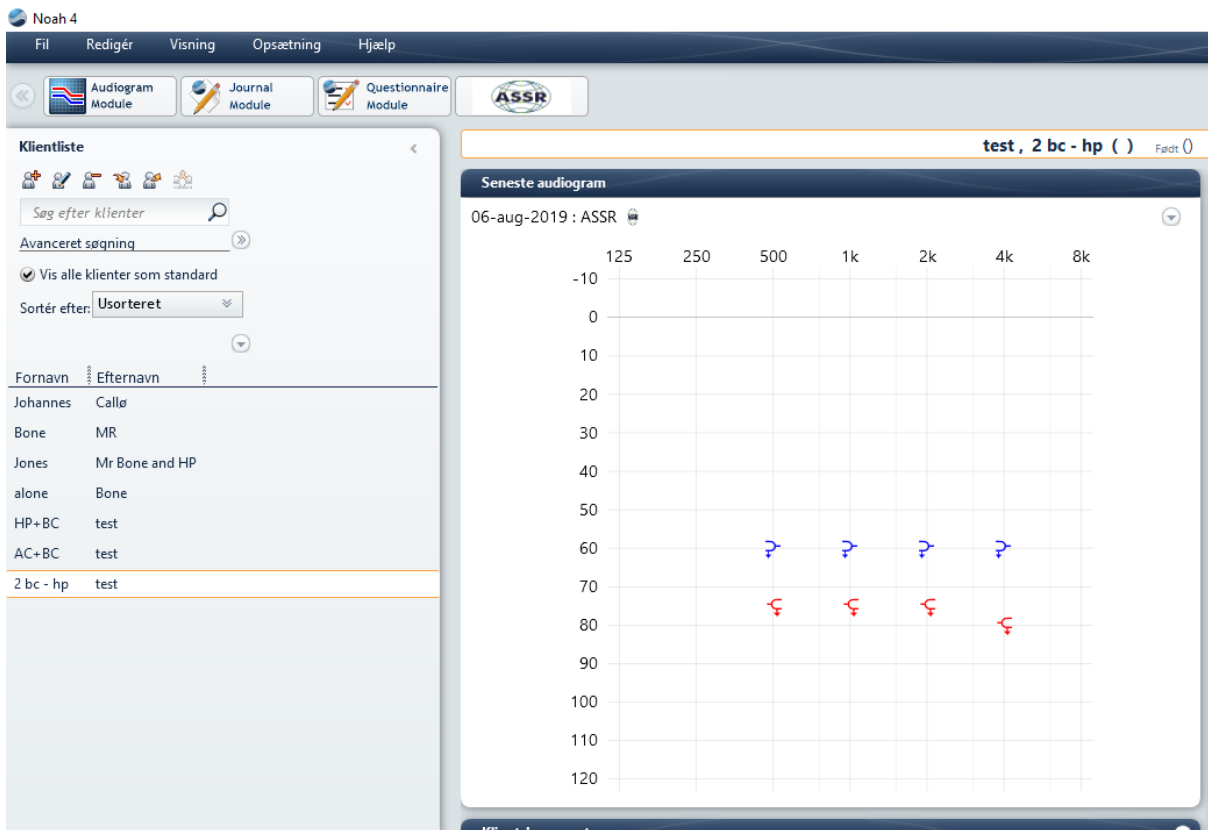 Noah 4
Fil Redigér Visning Opsætning Hjælp
Audiogram Module
Journal Module
Questionnaire Module
ASSR
Klientliste
Søg efter klienter
Avanceret søgning
Vis alle klienter som standard
Sortér efter: Usorteret
Fornavn Efternavn
Johannes Callø
Bone MR
Jones Mr Bone and HP
alone Bone
HP+BC test
AC+BC test
2 bc - hp test
test , 2 bc - hp ( ) Født ()
Seneste audiogram
06-aug-2019 : ASSR
125 250 500 1k 2k 4k 8k
-10
0
10
20
30
40
50
60
70
80
90
100
110
120